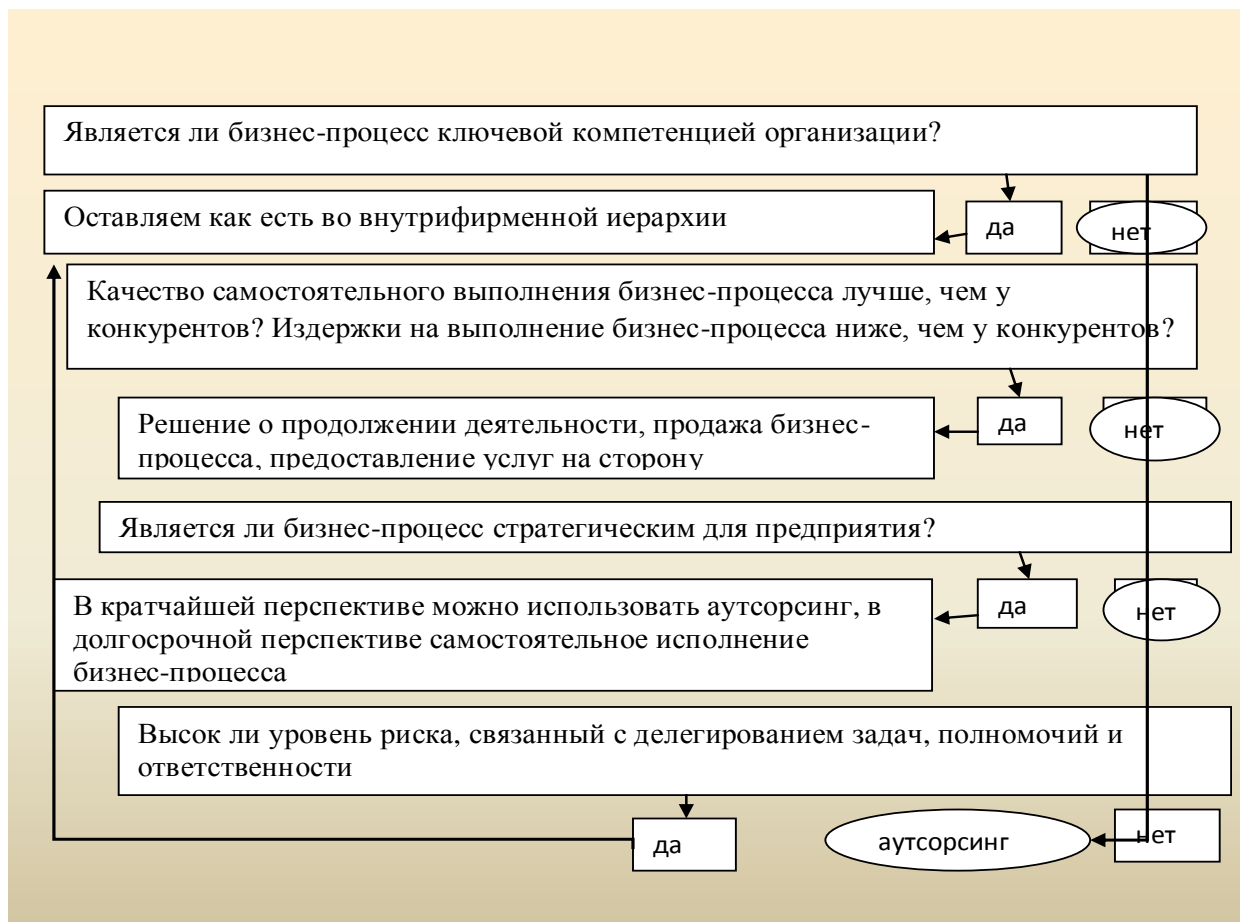 Является ли бизнес-процесс ключевой компетенцией организации?
Оставляем как есть во внутрифирменной иерархии
да
нет
Качество самостоятельного выполнения бизнес-процесса лучше, чем у
конкурентов? Издержки на выполнение бизнес-процесса ниже, чем у конкурентов?
Решение о продолжении деятельности, продажа бизнес-
процесса, предоставление услуг на сторону
да
нет
Является ли бизнес-процесс стратегическим для предприятия?
В кратчайшей перспективе можно использовать аутсорсинг, в
долгосрочной перспективе самостоятельное исполнение
бизнес-процесса
да
нет
Высок ли уровень риска, связанный с делегированием задач, полномочий и
ответственности
да
аутсорсинг
нет